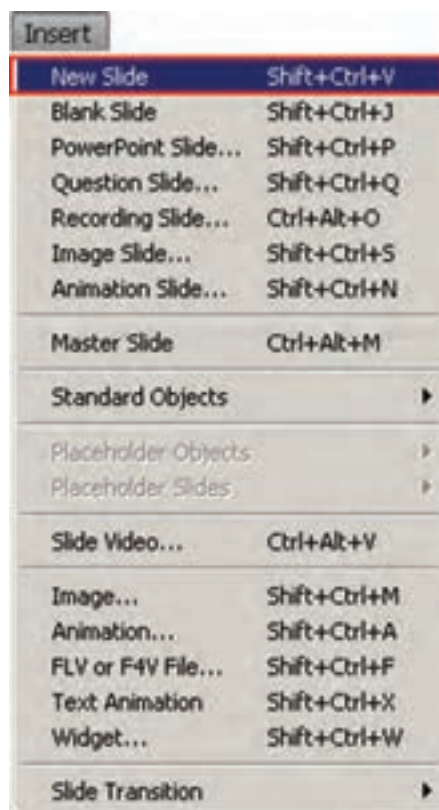 Insert
New Slide Shift+Ctrl+V
Blank Slide Shift+Ctrl+J
PowerPoint Slide... Shift+Ctrl+P
Question Slide... Shift+Ctrl+Q
Recording Slide... Ctrl+Alt+O
Image Slide... Shift+Ctrl+S
Animation Slide... Shift+Ctrl+N
Master Slide Ctrl+Alt+M
Standard Objects
Placeholder Objects
Placeholder Slides
Slide Video... Ctrl+Alt+V
Image... Shift+Ctrl+M
Animation... Shift+Ctrl+A
FLV or F4V File... Shift+Ctrl+F
Text Animation Shift+Ctrl+X
Widget... Shift+Ctrl+W
Slide Transition